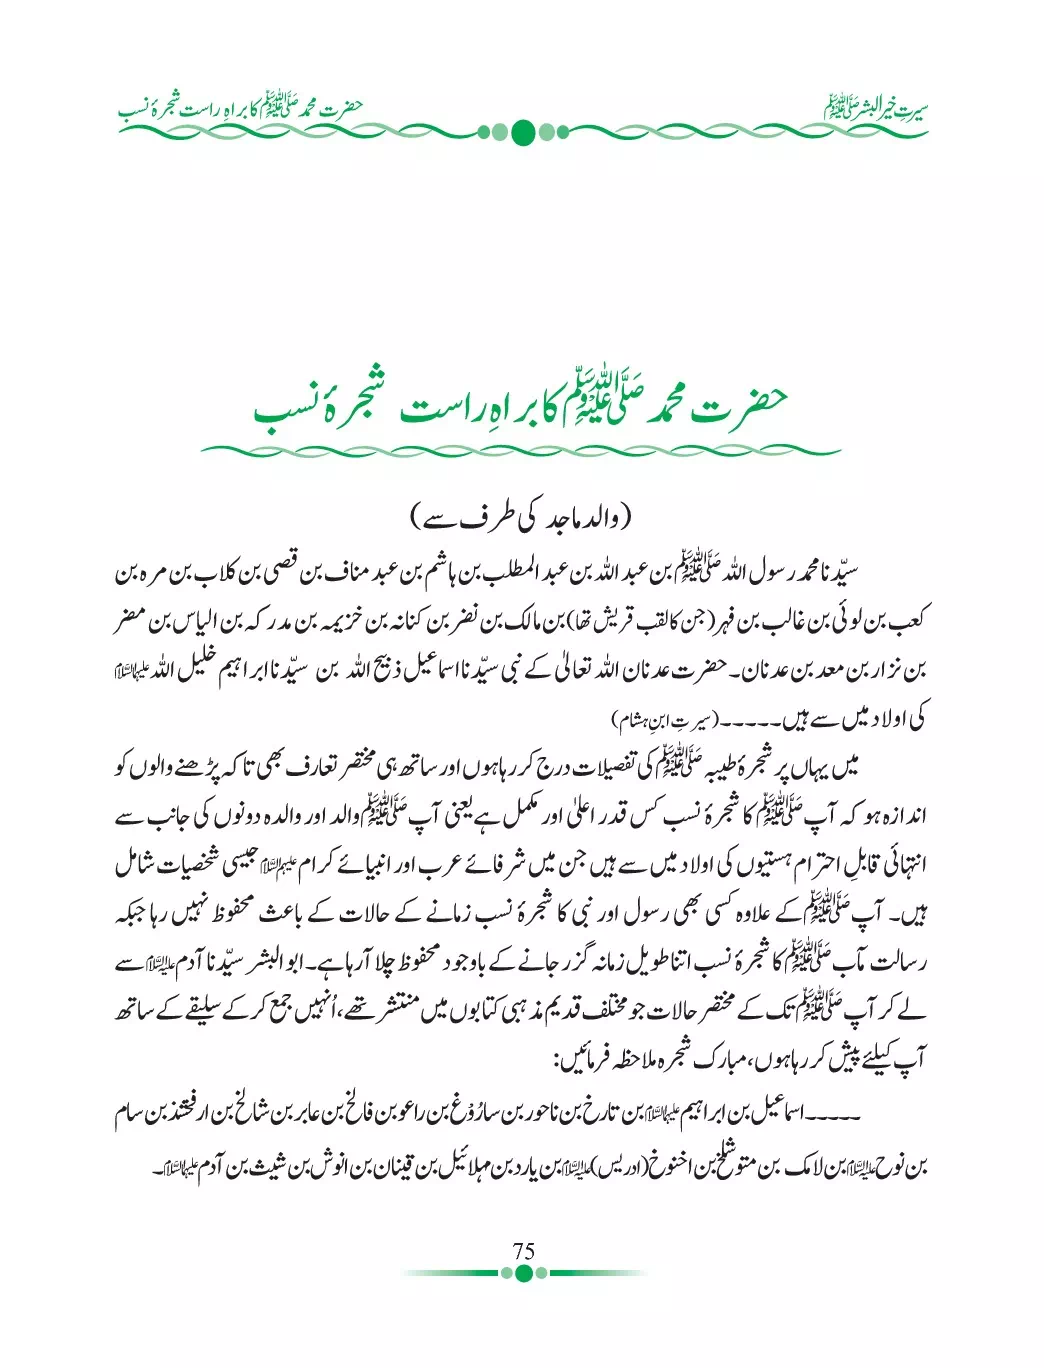 سیرتِ خیر البشر ﷺ
حضرت محمد ﷺ کا براہِ راست شجرۂ نسب
حضرت محمد ﷺ کا براہِ راست شجرۂ نسب
(والد ماجد کی طرف سے)
سیّدنا محمد رسول اللہ ﷺ بن عبد اللہ بن عبد المطلب بن ہاشم بن عبد مناف بن قصی بن کلاب بن مرہ بن
کعب بن لوئی بن غالب بن فہر (جن کا لقب قریش تھا) بن مالک بن نضر بن کنانہ بن خزیمہ بن مدرکہ بن الیاس بن مضر
بن نزار بن معد بن عدنان۔ حضرت عدنان اللہ تعالیٰ کے نبی سیّدنا اسماعیل ذبیح اللہ بن سیّدنا ابراہیم خلیل اللہ علیہما السلام
کی اولاد میں سے ہیں۔۔۔۔۔ (سیرتِ ابنِ ہشام)
میں یہاں پر شجرۂ طیبہ ﷺ کی تفصیلات درج کر رہا ہوں اور ساتھ ہی مختصر تعارف بھی تاکہ پڑھنے والوں کو
اندازہ ہو کہ آپ ﷺ کا شجرۂ نسب کس قدر اعلیٰ اور مکمل ہے یعنی آپ ﷺ والد اور والدہ دونوں کی جانب سے
انتہائی قابلِ احترام ہستیوں کی اولاد میں سے ہیں جن میں شرفائے عرب اور انبیائے کرام علیہم السلام جیسی شخصیات شامل
ہیں۔ آپ ﷺ کے علاوہ کسی بھی رسول اور نبی کا شجرۂ نسب زمانے کے حالات کے باعث محفوظ نہیں رہا جبکہ
رسالت مآب ﷺ کا شجرۂ نسب اتنا طویل زمانہ گزر جانے کے باوجود محفوظ چلا آرہا ہے۔ ابو البشر سیّدنا آدم علیہ السلام سے
لے کر آپ ﷺ تک کے مختصر حالات جو مختلف قدیم مذہبی کتابوں میں منتشر تھے، اُنہیں جمع کر کے سلیقے کے ساتھ
آپ کیلئے پیش کر رہا ہوں، مبارک شجرہ ملاحظہ فرمائیں:
۔۔۔۔۔ اسماعیل بن ابراہیم علیہما السلام بن تارخ بن ناحور بن ساروغ بن راعو بن فالخ بن عابر بن شالخ بن ارفخشذ بن سام
بن نوح علیہ السلام بن لامک بن متوشلخ بن اخنوخ (ادریس) علیہ السلام بن یارد بن مہلائیل بن قینان بن انوش بن شیث بن آدم علیہ السلام۔
75